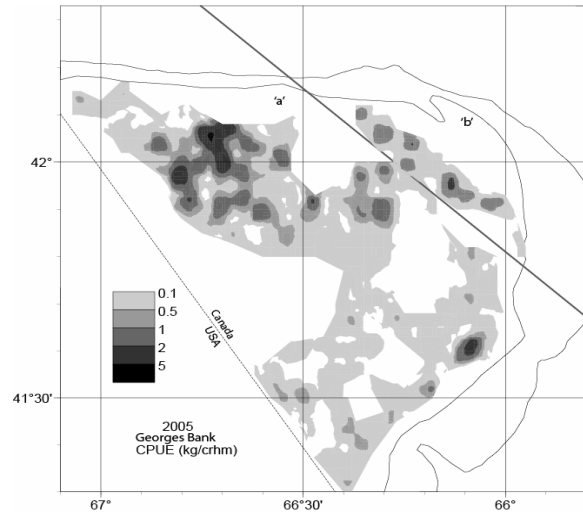 'a'
'b'
42°
0.1
0.5
1
2
5
Canada
USA
41°30'
2005
Georges Bank
CPUE (kg/crhm)
67°
66°30'
66°